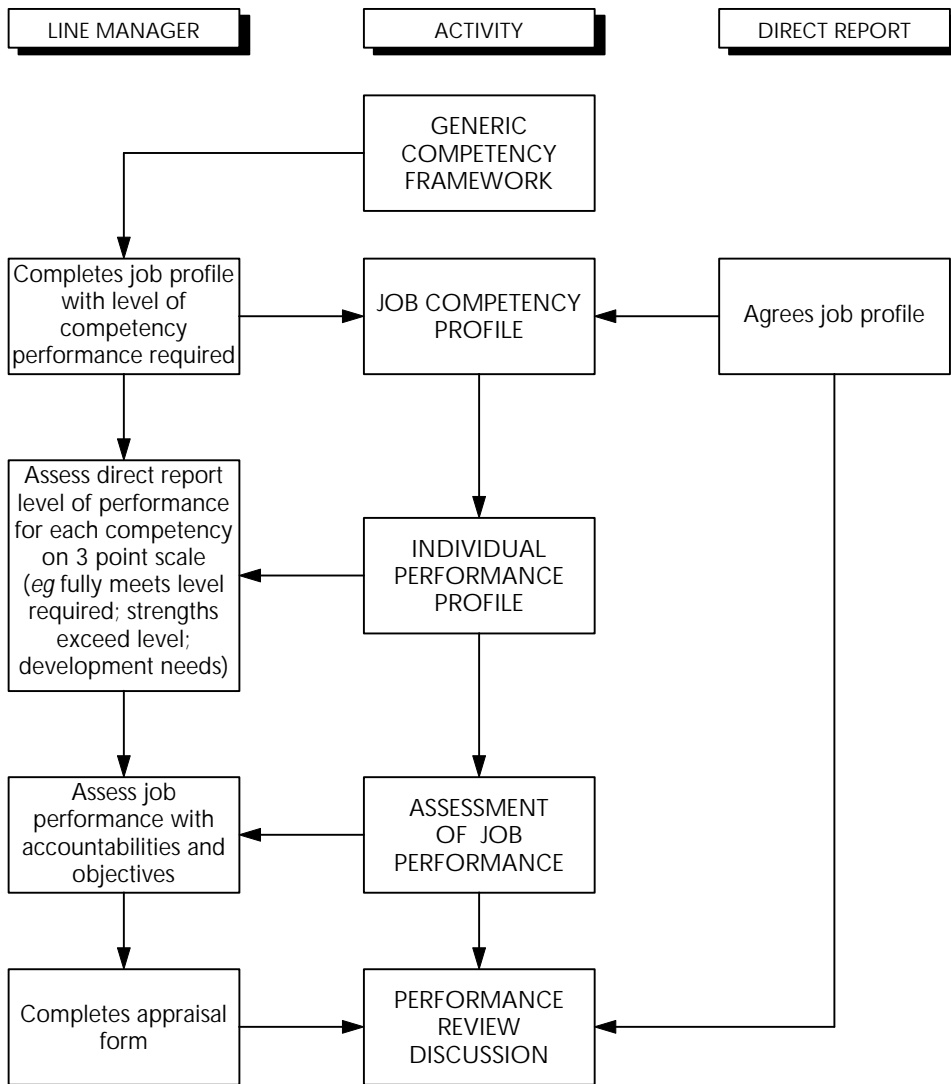 LINE MANAGER
ACTIVITY
DIRECT REPORT
GENERIC
COMPETENCY
FRAMEWORK
Completes job profile
with level of
competency
performance required
JOB COMPETENCY
PROFILE
Agrees job profile
Assess direct report
level of performance
for each competency
on 3 point scale
(eg fully meets level
required; strengths
exceed level;
development needs)
INDIVIDUAL
PERFORMANCE
PROFILE
Assess job
performance with
accountabilities and
objectives
ASSESSMENT
OF JOB
PERFORMANCE
Completes appraisal
form
PERFORMANCE
REVIEW
DISCUSSION